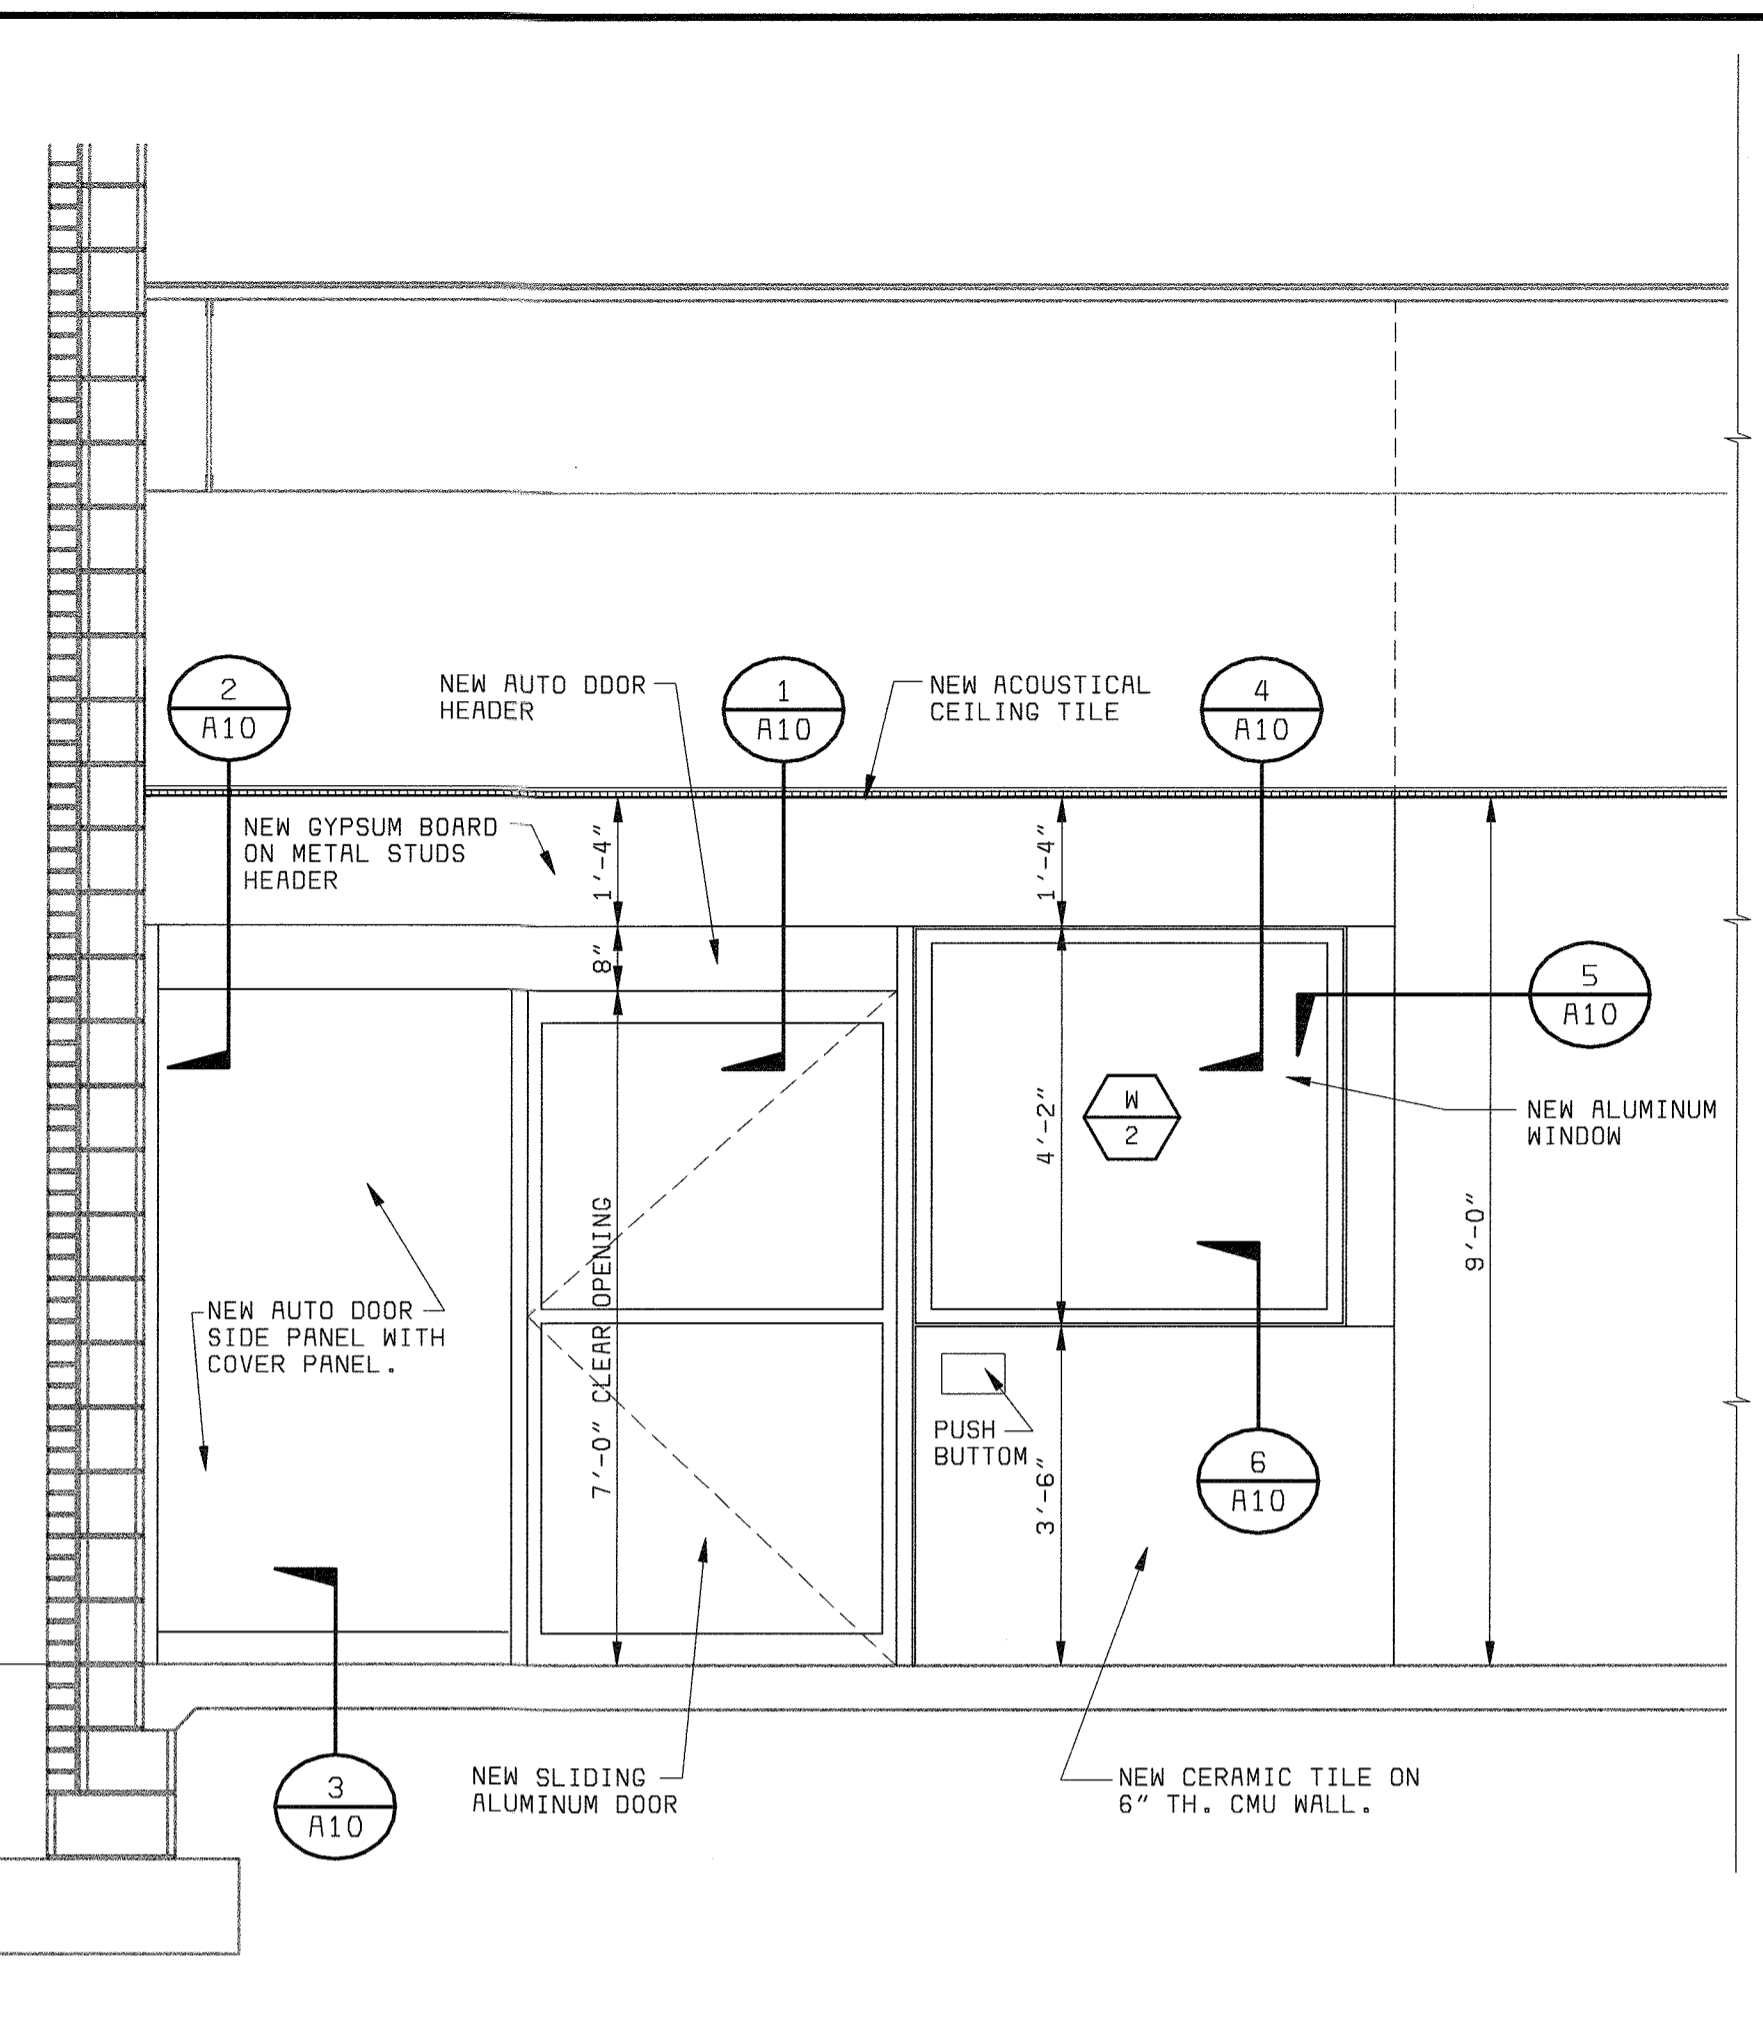 2
A10
NEW AUTO DDOR
HEADER
1
A10
NEW ACOUSTICAL
CEILING TILE
4
A10
NEW GYPSUM BOARD
ON METAL STUDS
HEADER
1'-4"
1'-4"
8"
5
A10
4'-2"
W
2
NEW ALUMINUM
WINDOW
9'-0"
7'-0" CLEAR OPENING
NEW AUTO DOOR
SIDE PANEL WITH
COVER PANEL.
PUSH
BUTTOM
3'-6"
6
A10
3
A10
NEW SLIDING
ALUMINUM DOOR
NEW CERAMIC TILE ON
6" TH. CMU WALL.